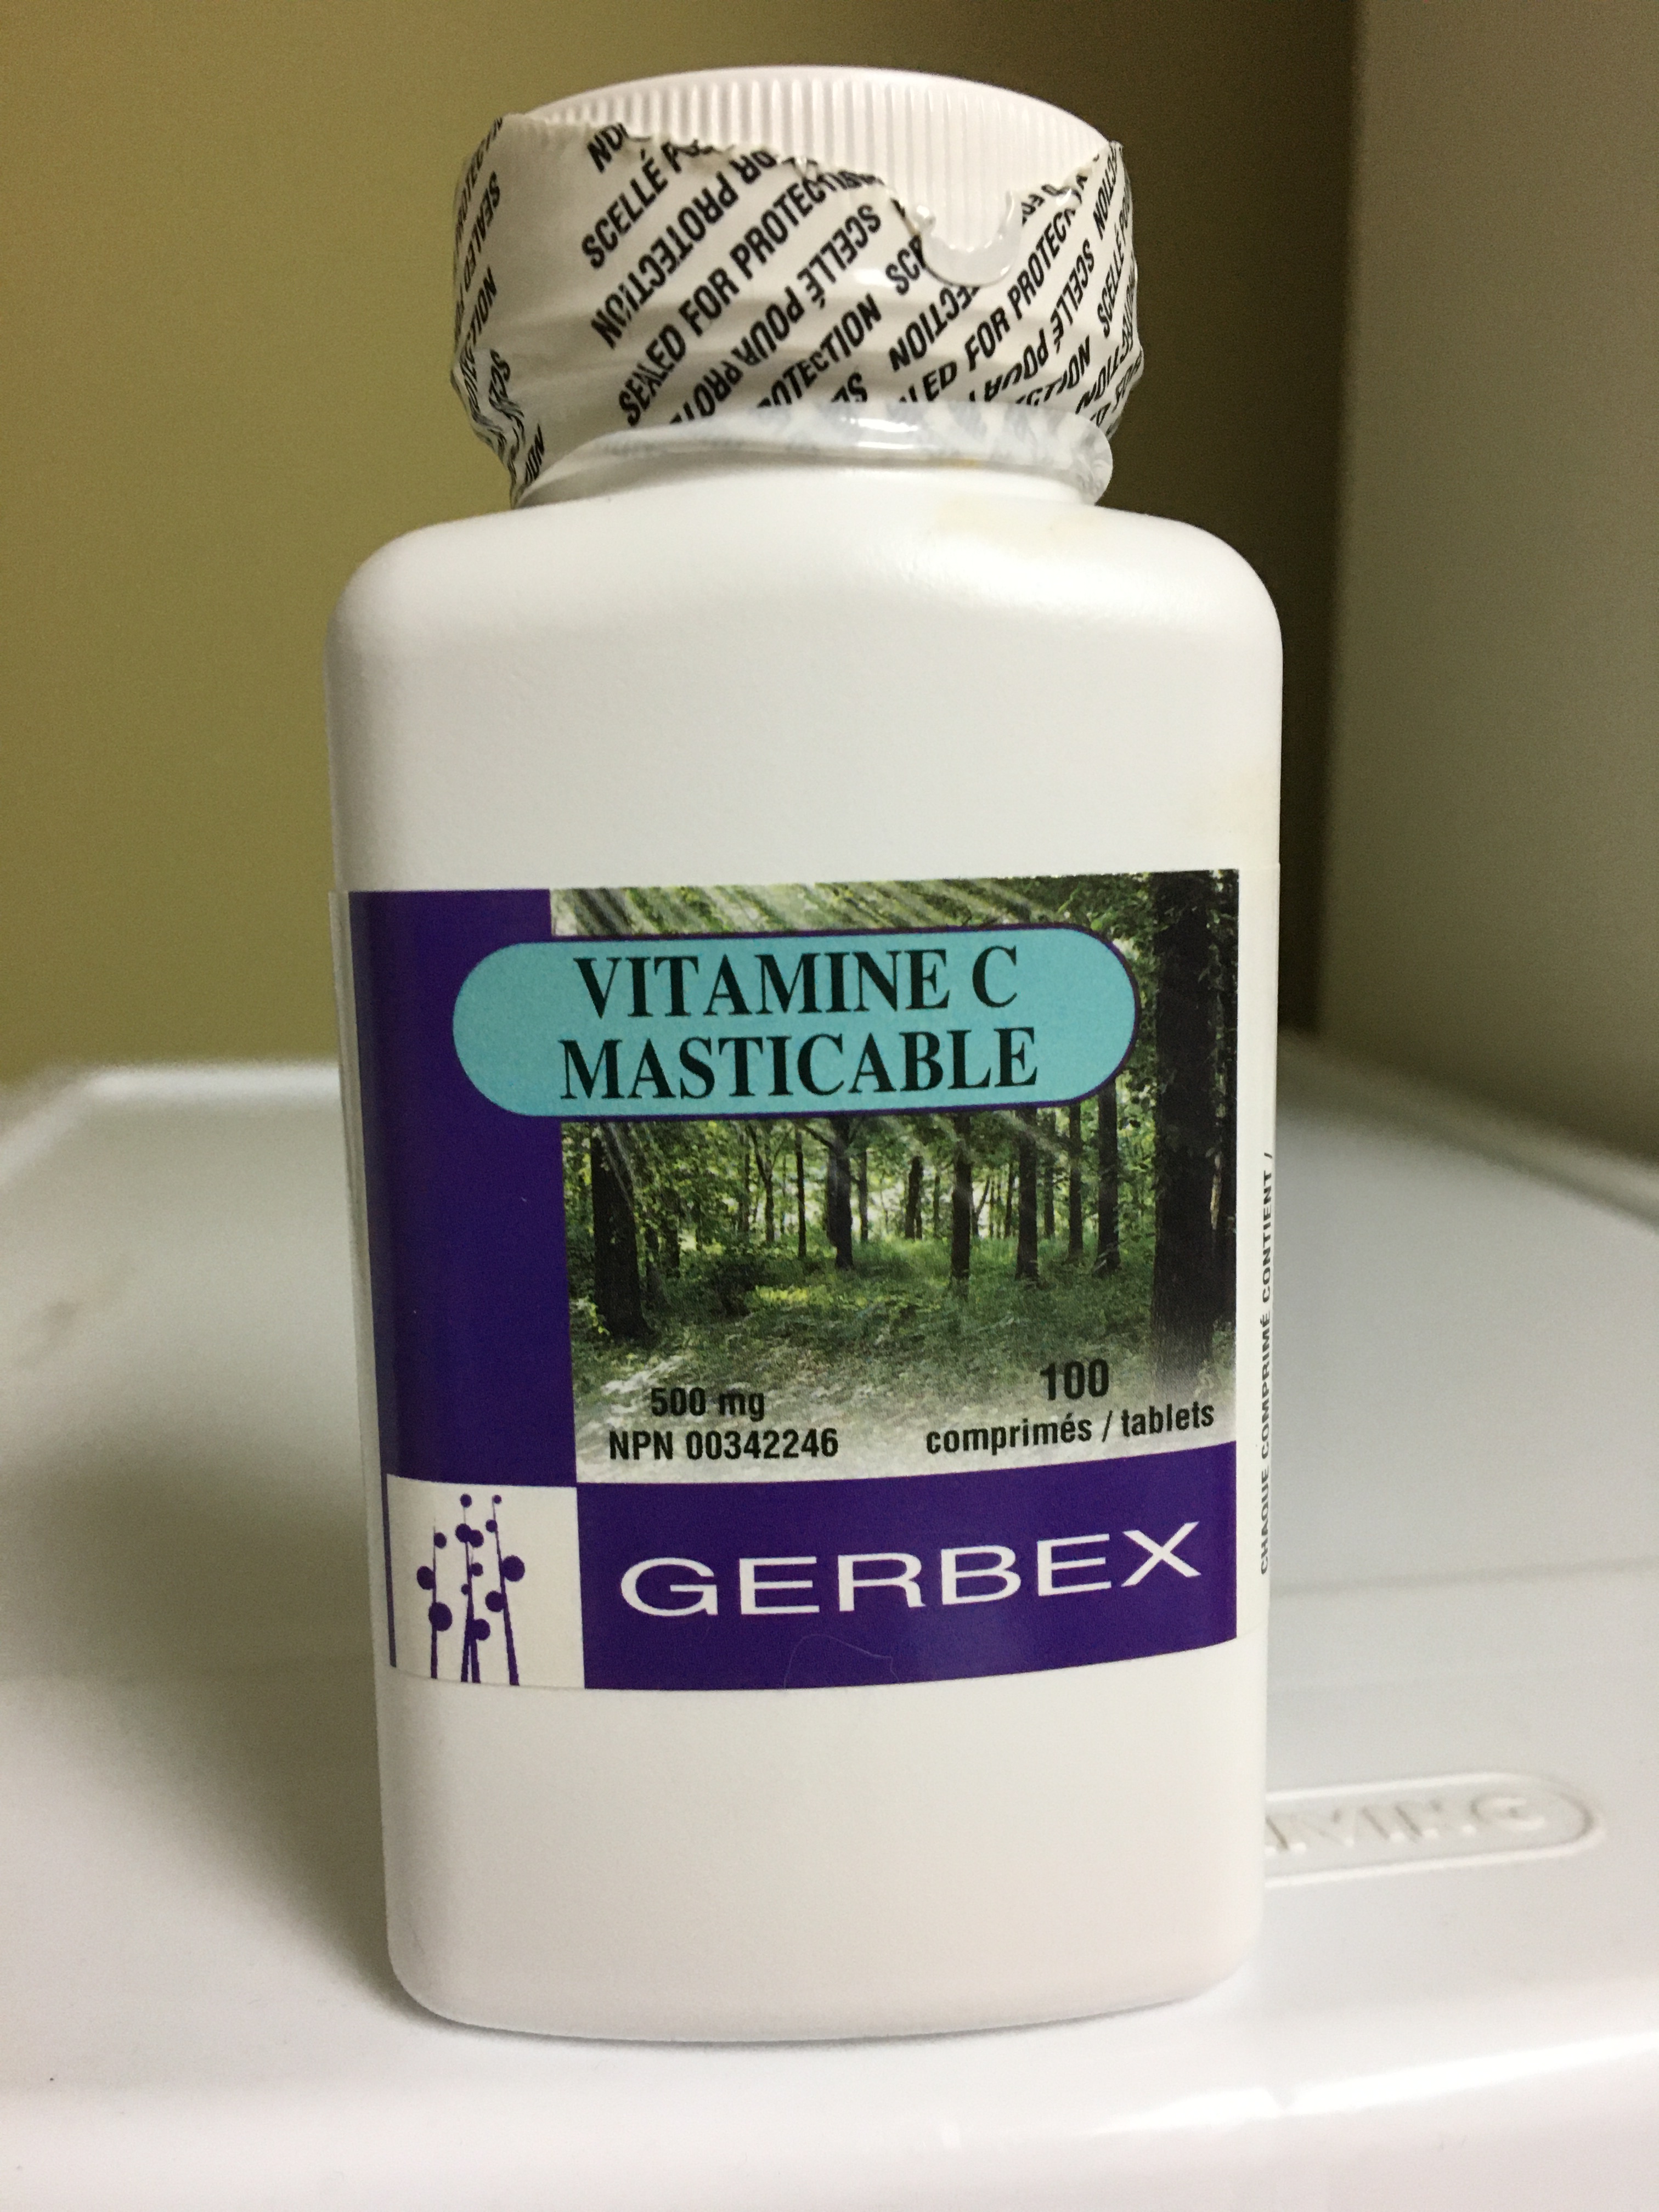 SCELLÉ
SEALED FOR PROTECTION
SCELLÉ POUR PROTECTION
VITAMINE C
MASTICABLE
500 mg
NPN 00342246
100
comprimés / tablets
GERBEX
CHAQUE COMPRIMÉ CONTIENT /